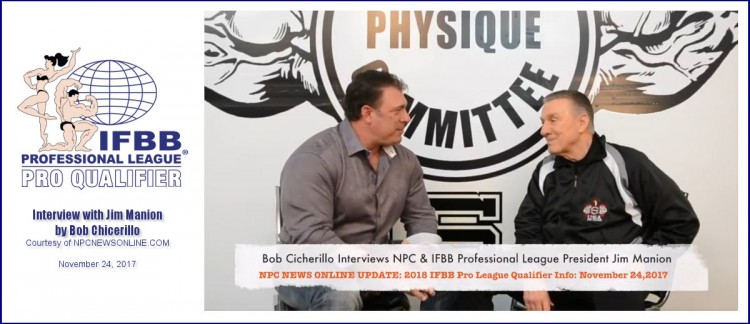 IFBB
PROFESSIONAL LEAGUE®
PRO QUALIFIER
Interview with Jim Manion
by Bob Chicerillo
Courtesy of NPCNEWSONLINE.COM
November 24, 2017
PHYSIQUE
COMMITTEE
USA
Bob Cicherillo Interviews NPC & IFBB Professional League President Jim Manion
NPC NEWS ONLINE UPDATE: 2018 IFBB Pro League Qualifier Info: November 24,2017